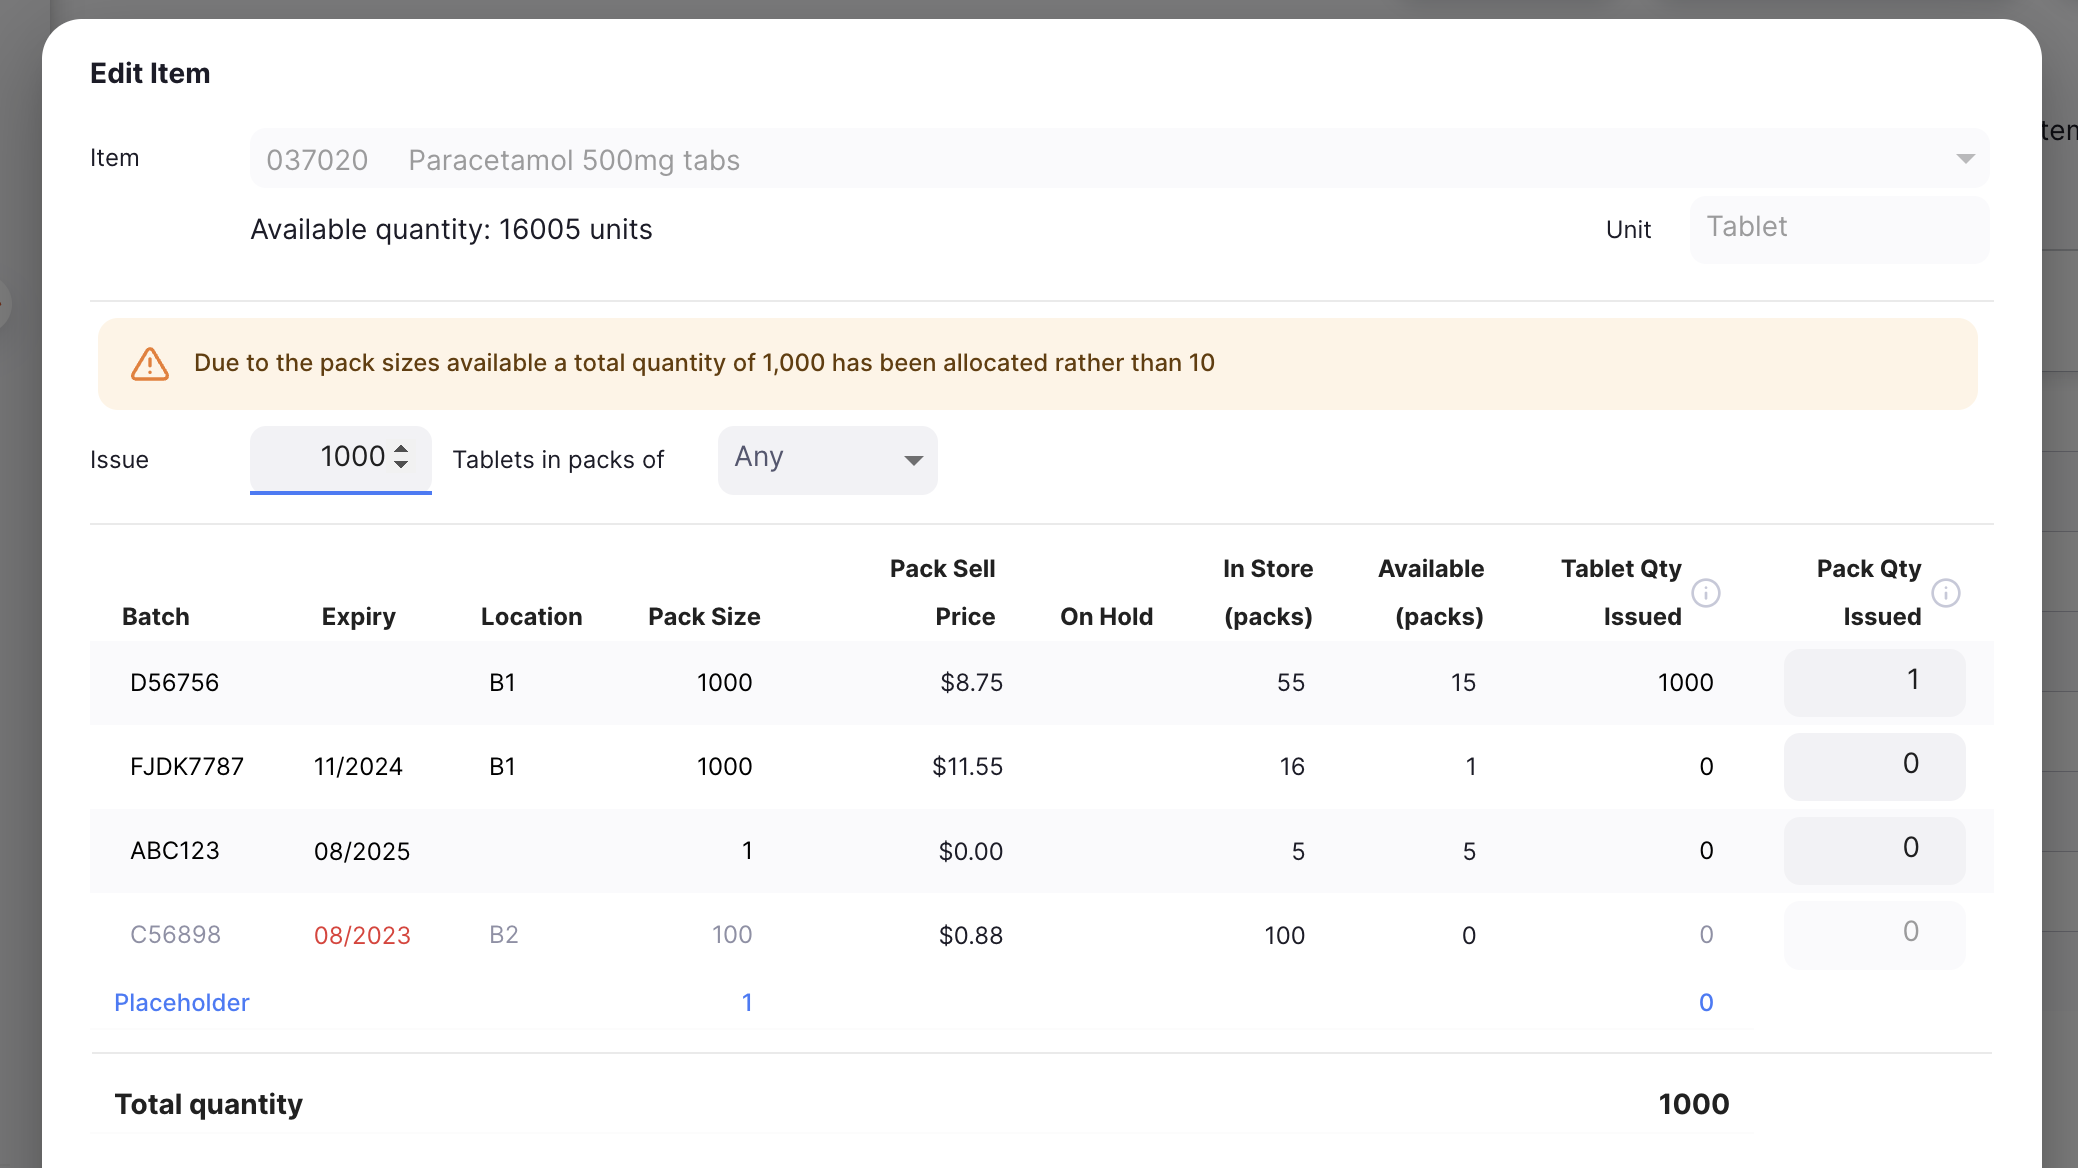 Edit Item
Item 037020 Paracetamol 500mg tabs
Available quantity: 16005 units Unit Tablet
Due to the pack sizes available a total quantity of 1,000 has been allocated rather than 10
Issue 1000 Tablets in packs of Any
Batch Expiry Location Pack Size Pack Sell Price On Hold In Store (packs) Available (packs) Tablet Qty Issued Pack Qty Issued
D56756 B1 1000 $8.75 55 15 1000 1
FJDK7787 11/2024 B1 1000 $11.55 16 1 0 0
ABC123 08/2025 1 $0.00 5 5 0 0
C56898 08/2023 B2 100 $0.88 100 0 0 0
Placeholder 1 0
Total quantity 1000